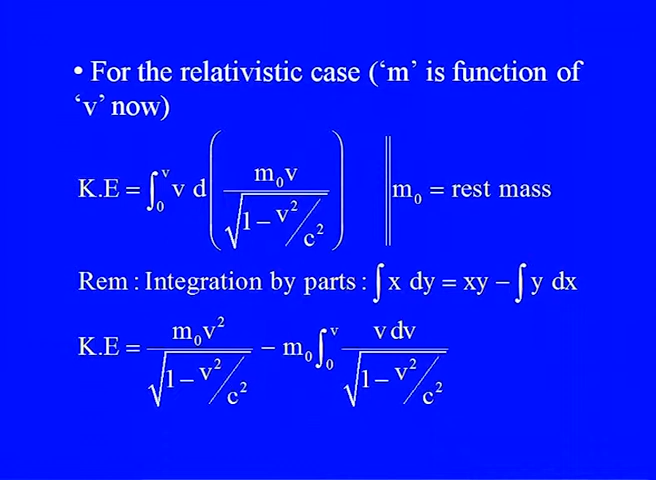 • For the relativistic case (‘m’ is function of
‘v’ now)
K.E = ∫₀ᵛ v d( m₀v / √(1 – v²/c²) ) ‖ m₀ = rest mass
Rem : Integration by parts : ∫ x dy = xy – ∫ y dx
K.E = m₀v² / √(1 – v²/c²) – m₀ ∫₀ᵛ v dv / √(1 – v²/c²)